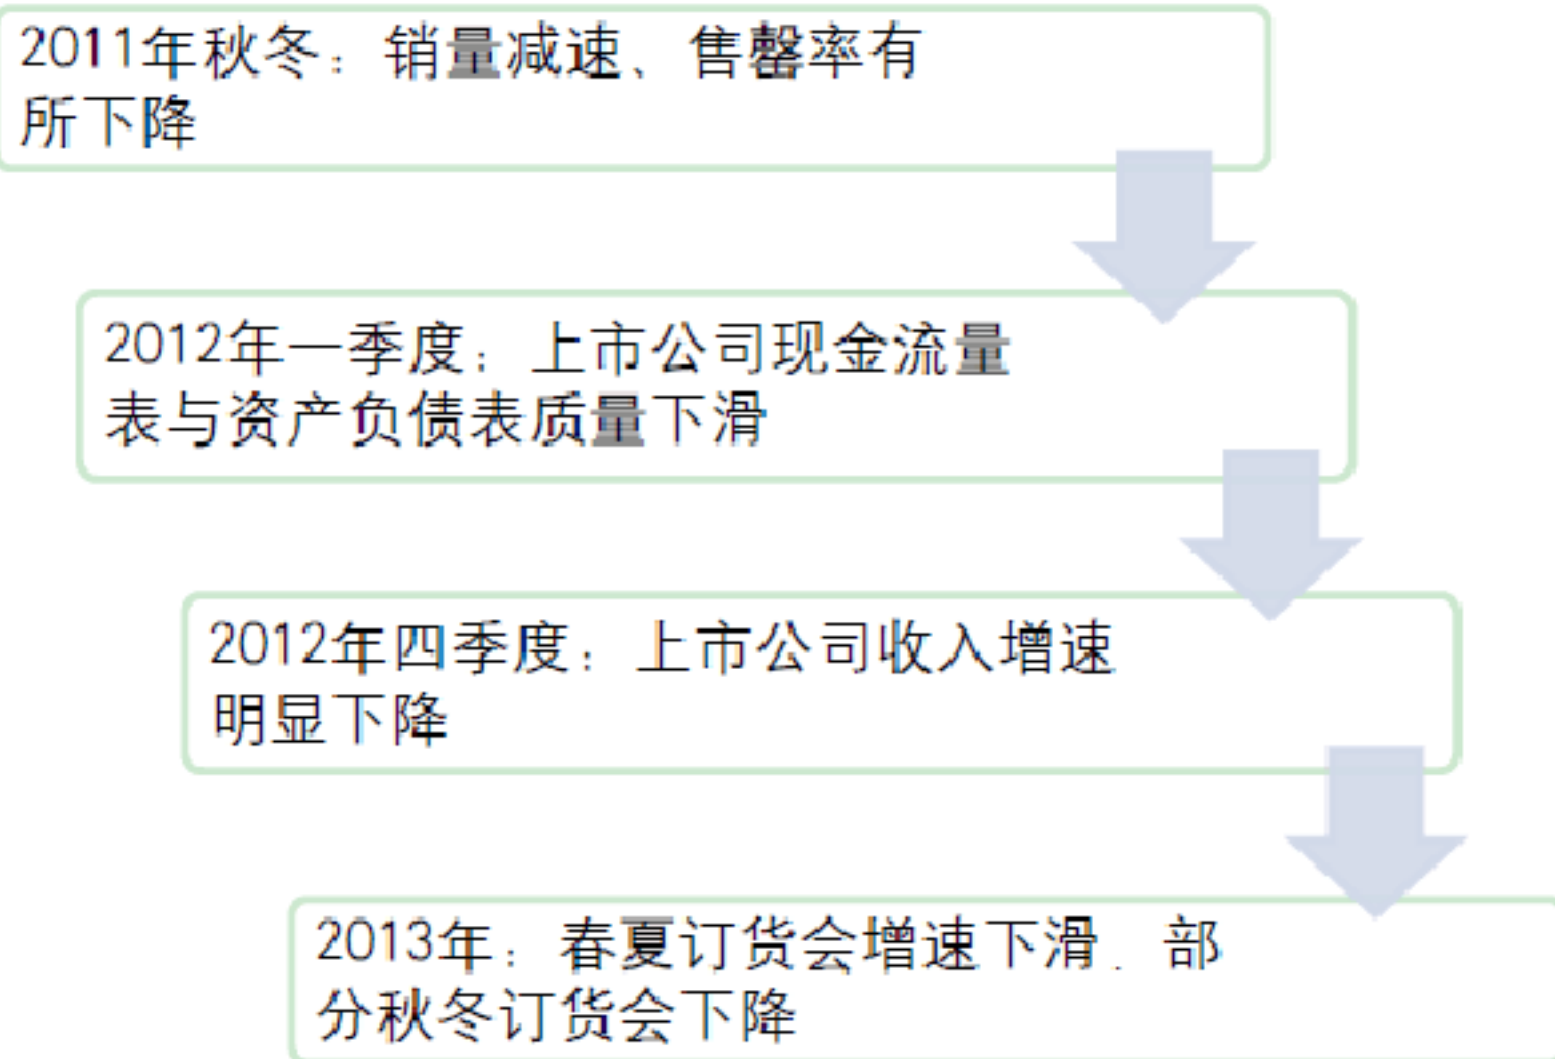 2011年秋冬：销量减速、售罄率有
所下降
2012年一季度：上市公司现金流量
表与资产负债表质量下滑
2012年四季度：上市公司收入增速
明显下降
2013年：春夏订货会增速下滑、部
分秋冬订货会下降